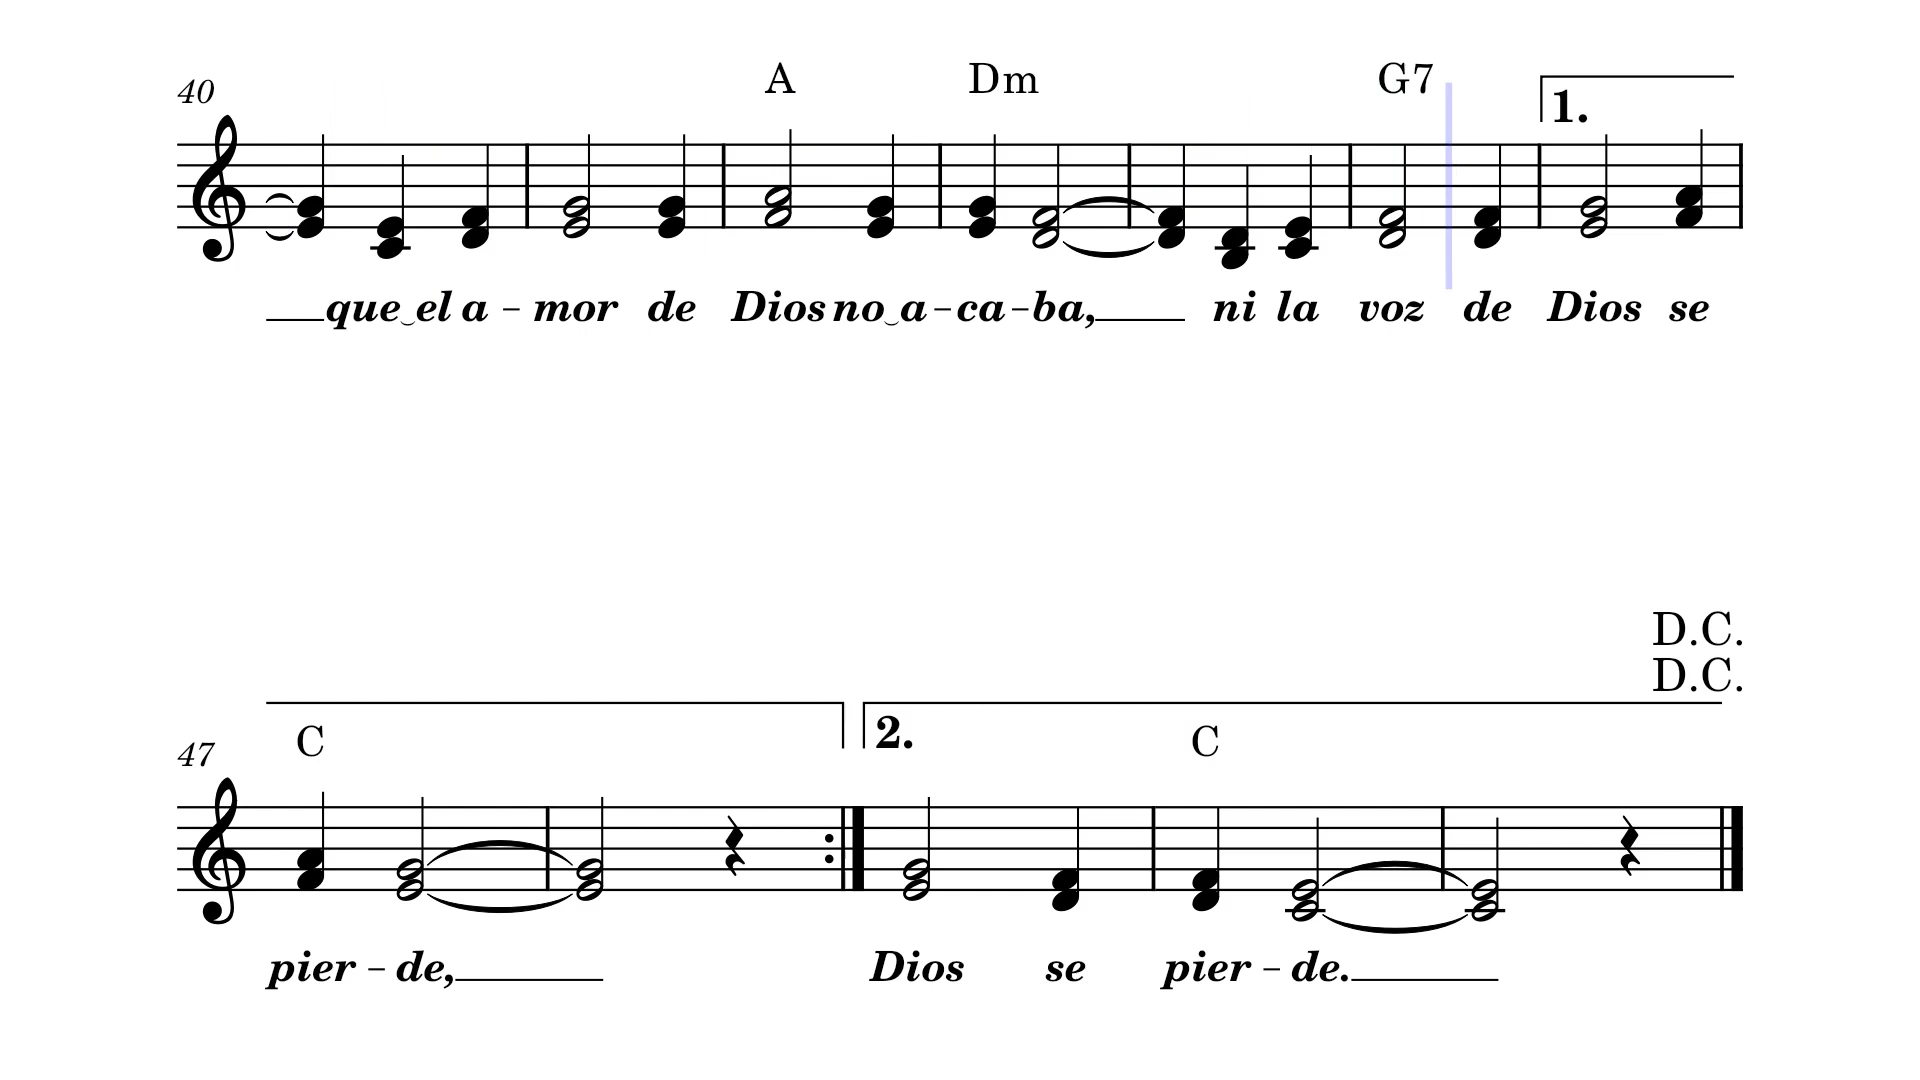 A Dm G7
40 1.
que el a - mor de Dios no a - ca - ba, ni la voz de Dios se
D.C.
D.C.
2.
47 C C
pier - de, Dios se pier - de.